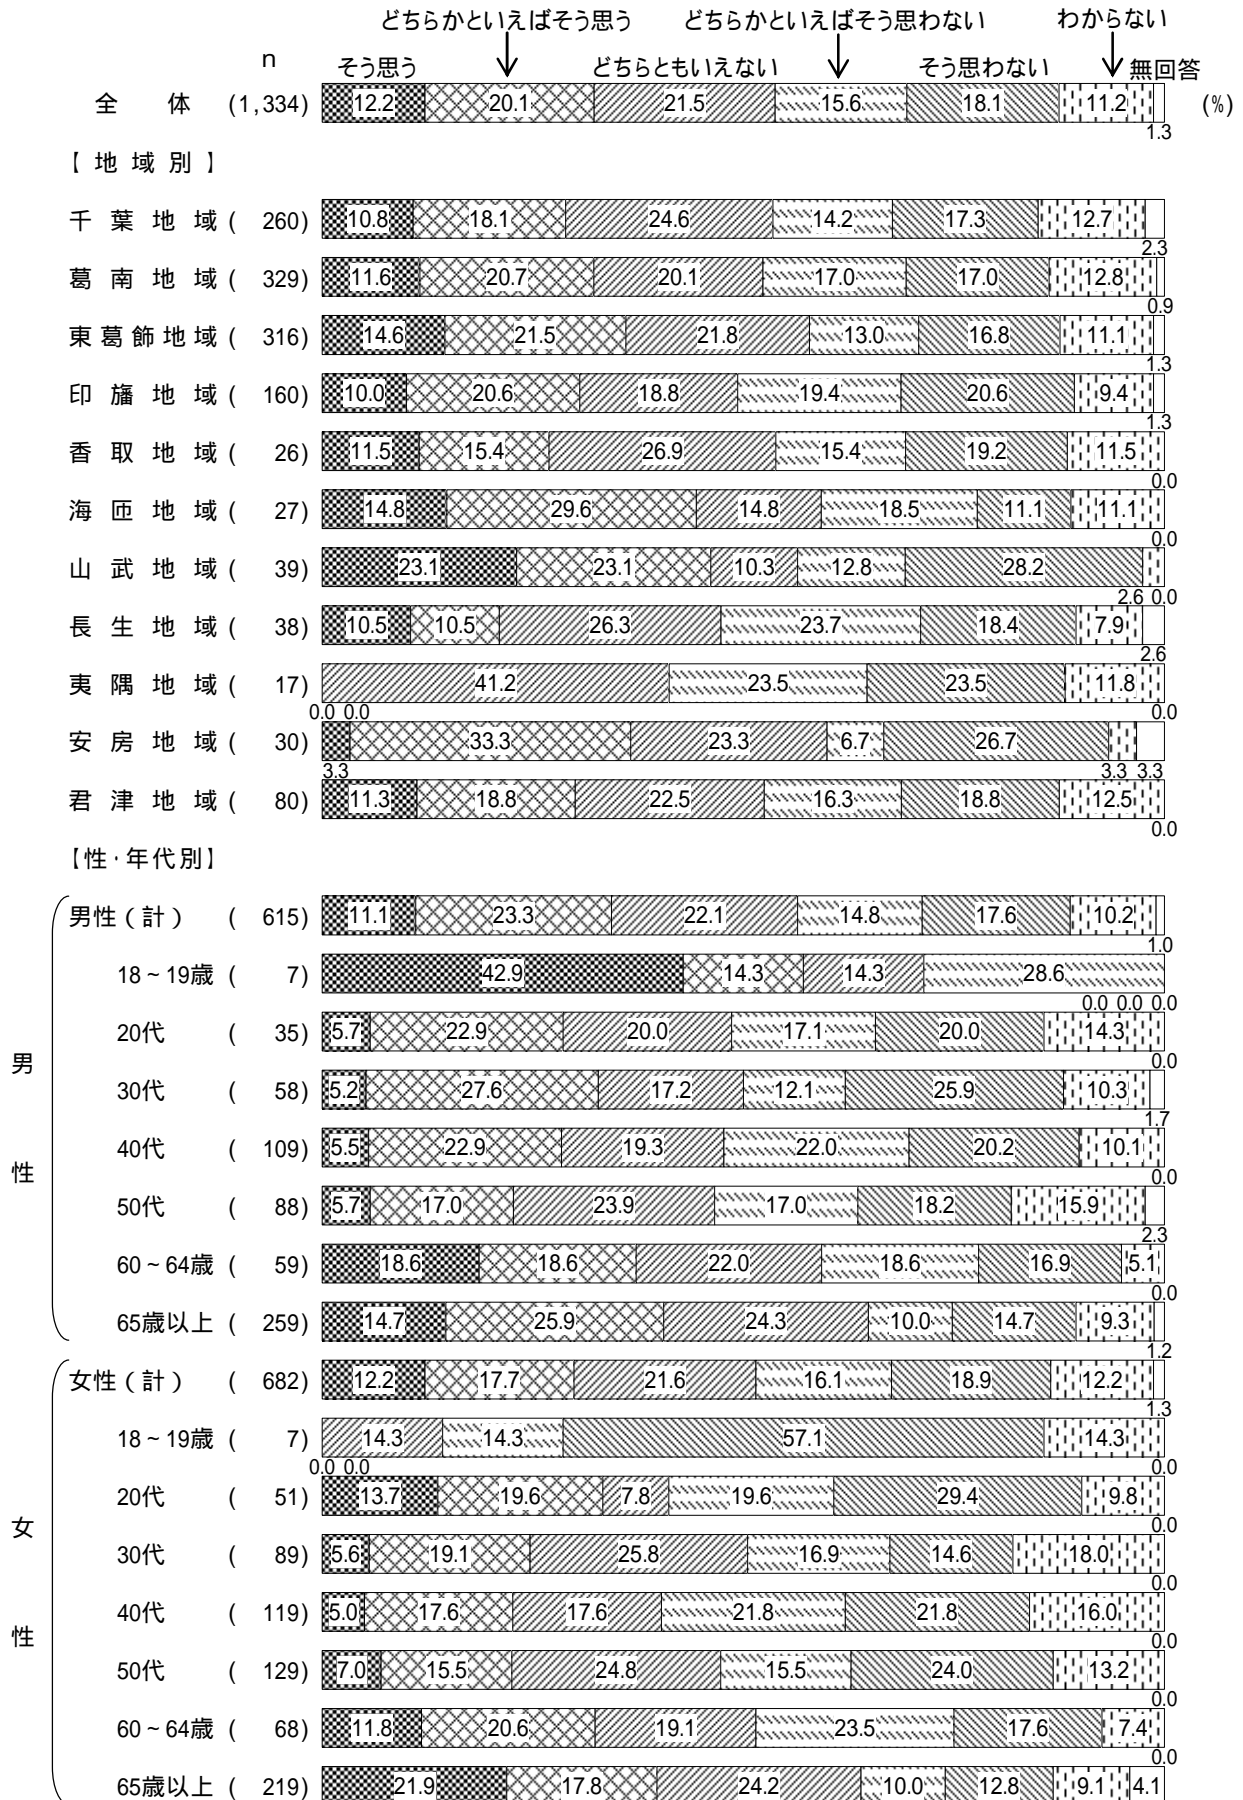 どちらかといえばそう思う どちらかといえばそう思わない わからない
n そう思う どちらともいえない そう思わない 無回答
全体 (1,334) 12.2 20.1 21.5 15.6 18.1 11.2 (%)
1.3
【地域別】
千葉地域 ( 260) 10.8 18.1 24.6 14.2 17.3 12.7
2.3
葛南地域 ( 329) 11.6 20.7 20.1 17.0 17.0 12.8
0.9
東葛飾地域 ( 316) 14.6 21.5 21.8 13.0 16.8 11.1
1.3
印旛地域 ( 160) 10.0 20.6 18.8 19.4 20.6 9.4
1.3
香取地域 ( 26) 11.5 15.4 26.9 15.4 19.2 11.5
0.0
海匝地域 ( 27) 14.8 29.6 14.8 18.5 11.1 11.1
0.0
山武地域 ( 39) 23.1 23.1 10.3 12.8 28.2
2.6 0.0
長生地域 ( 38) 10.5 10.5 26.3 23.7 18.4 7.9
2.6
夷隅地域 ( 17) 41.2 23.5 23.5 11.8
0.0 0.0 0.0
安房地域 ( 30) 33.3 23.3 6.7 26.7
3.3 3.3 3.3
君津地域 ( 80) 11.3 18.8 22.5 16.3 18.8 12.5
0.0
【性・年代別】
男性
男性(計) ( 615) 11.1 23.3 22.1 14.8 17.6 10.2
1.0
18~19歳 ( 7) 42.9 14.3 14.3 28.6
0.0 0.0 0.0
20代 ( 35) 5.7 22.9 20.0 17.1 20.0 14.3
0.0
30代 ( 58) 5.2 27.6 17.2 12.1 25.9 10.3
1.7
40代 ( 109) 5.5 22.9 19.3 22.0 20.2 10.1
0.0
50代 ( 88) 5.7 17.0 23.9 17.0 18.2 15.9
2.3
60~64歳 ( 59) 18.6 18.6 22.0 18.6 16.9 5.1
0.0
65歳以上 ( 259) 14.7 25.9 24.3 10.0 14.7 9.3
1.2
女性
女性(計) ( 682) 12.2 17.7 21.6 16.1 18.9 12.2
1.3
18~19歳 ( 7) 14.3 14.3 57.1 14.3
0.0 0.0 0.0
20代 ( 51) 13.7 19.6 7.8 19.6 29.4 9.8
0.0
30代 ( 89) 5.6 19.1 25.8 16.9 14.6 18.0
0.0
40代 ( 119) 5.0 17.6 17.6 21.8 21.8 16.0
0.0
50代 ( 129) 7.0 15.5 24.8 15.5 24.0 13.2
0.0
60~64歳 ( 68) 11.8 20.6 19.1 23.5 17.6 7.4
0.0
65歳以上 ( 219) 21.9 17.8 24.2 10.0 12.8 9.1 4.1